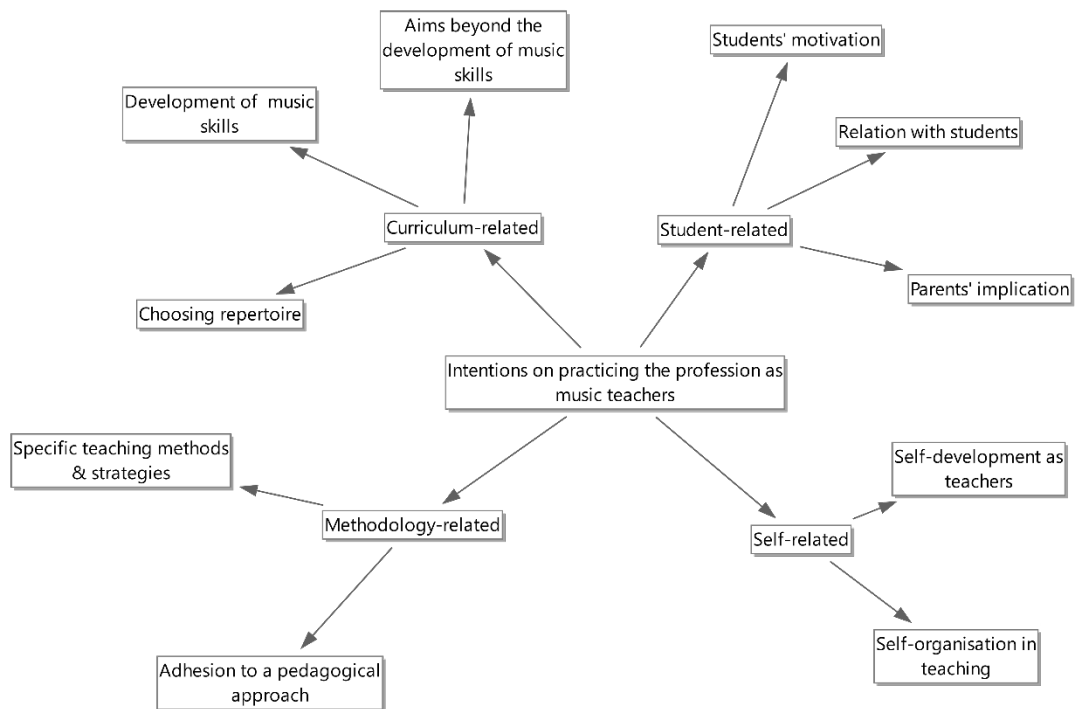 Aims beyond the
development of music
skills
Students' motivation
Development of music
skills
Relation with students
Curriculum-related
Student-related
Parents' implication
Choosing repertoire
Intentions on practicing the profession as
music teachers
Specific teaching methods
& strategies
Self-development as
teachers
Methodology-related
Self-related
Self-organisation in
teaching
Adhesion to a pedagogical
approach